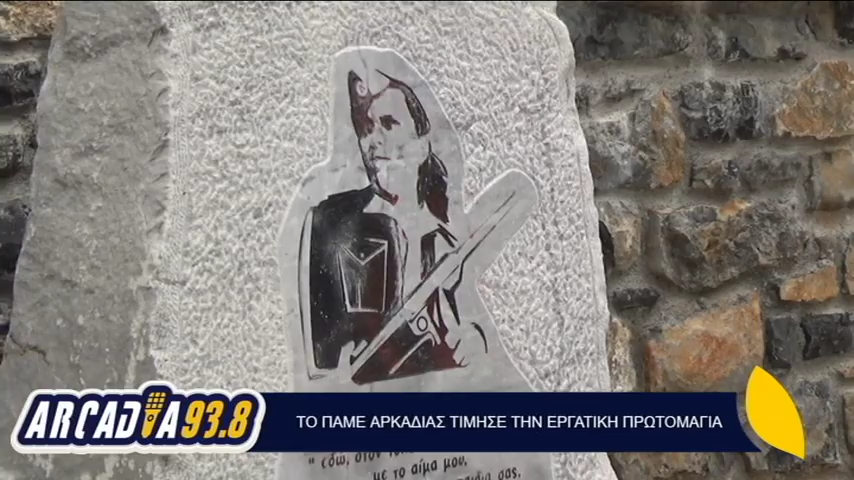 ARCADIA 93.8
ΤΟ ΠΑΜΕ ΑΡΚΑΔΙΑΣ ΤΙΜΗΣΕ ΤΗΝ ΕΡΓΑΤΙΚΗ ΠΡΩΤΟΜΑΓΙΑ
" εδώ, στον
με το αίμα μου,
σας,